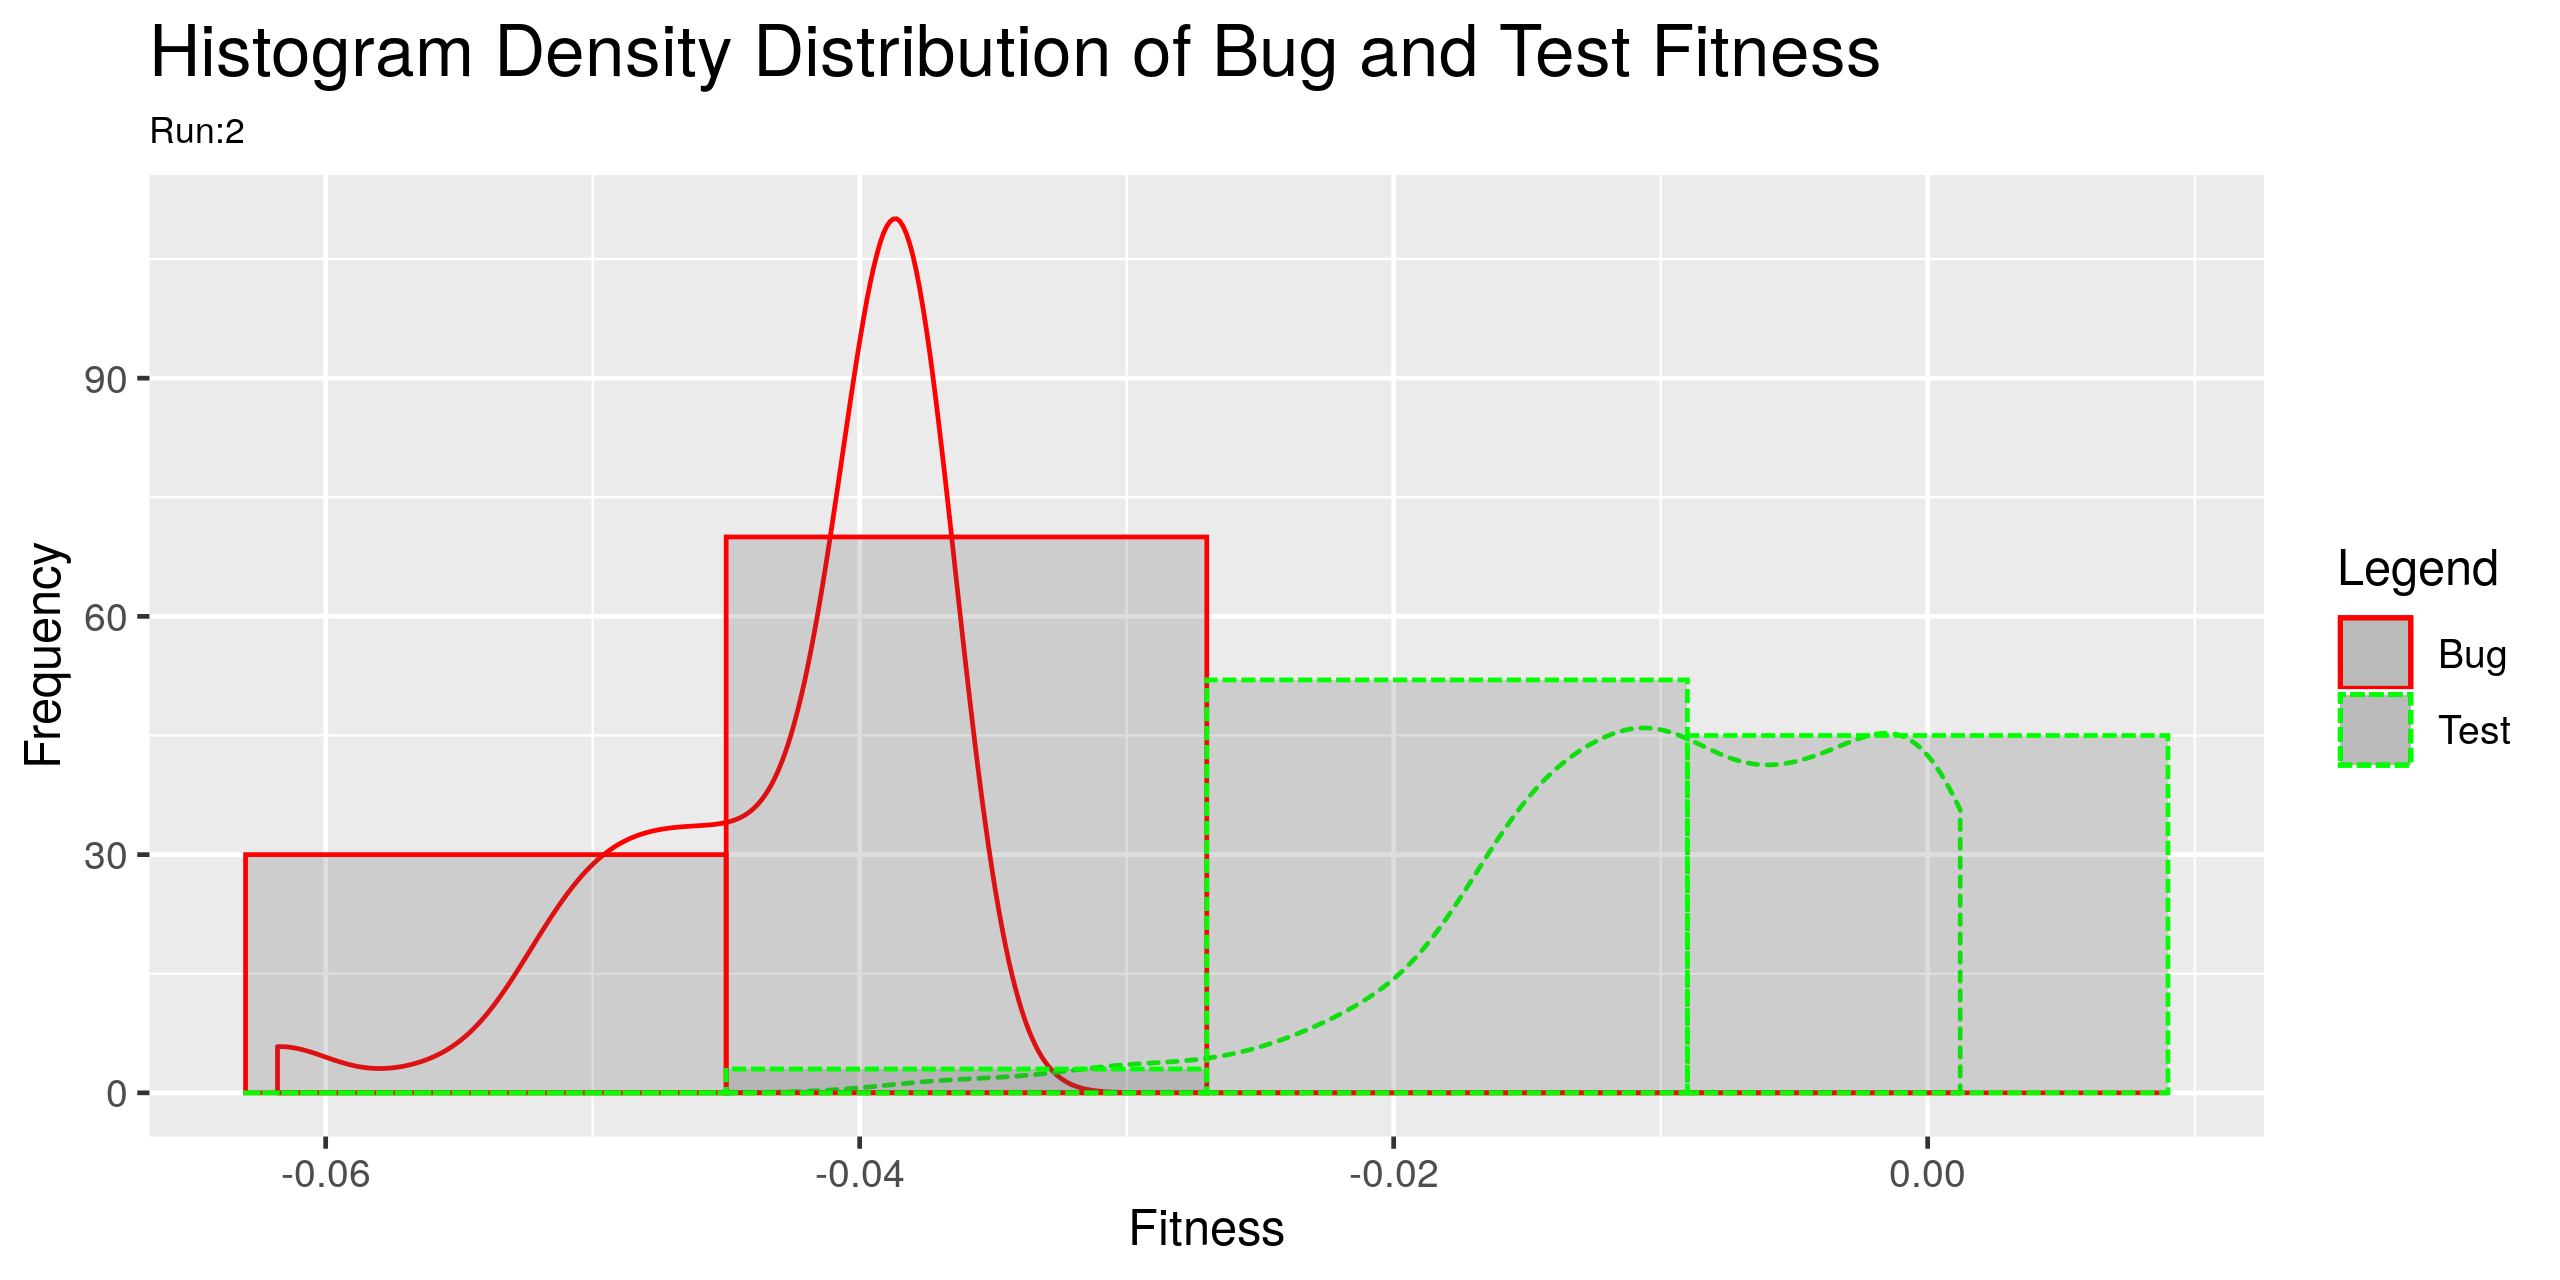 Histogram Density Distribution of Bug and Test Fitness
Run:2
Frequency
90
60
30
0
-0.06
-0.04
-0.02
0.00
Fitness
Legend
Bug
Test